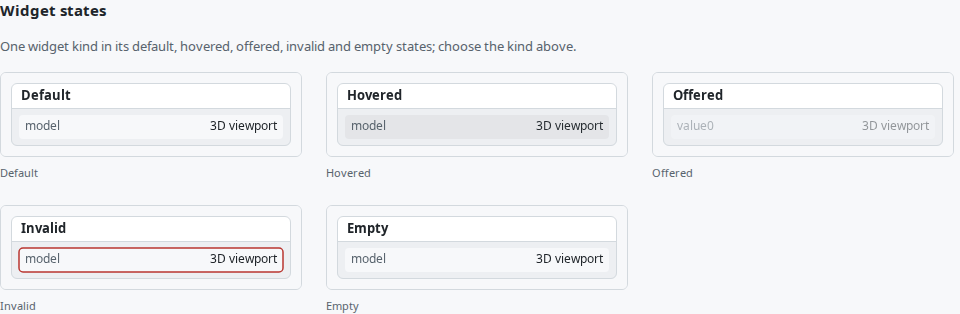 Widget states
One widget kind in its default, hovered, offered, invalid and empty states; choose the kind above.
Default
model 3D viewport
Default
Hovered
model 3D viewport
Hovered
Offered
value0 3D viewport
Offered
Invalid
model 3D viewport
Invalid
Empty
model 3D viewport
Empty